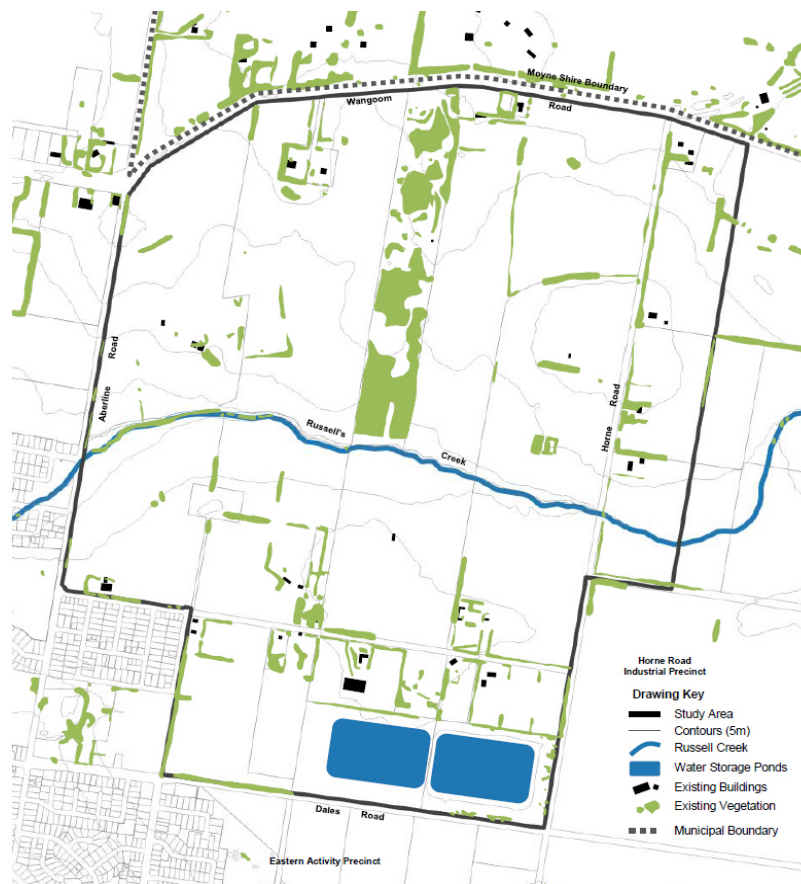 Moyne Shire Boundary
Wangoom
Road
Aberline
Road
Russell's
Creek
Horne
Road
Horne Road
Industrial Precinct
Drawing Key
Study Area
Contours (5m)
Russell Creek
Water Storage Ponds
Existing Buildings
Existing Vegetation
Municipal Boundary
Dales
Road
Eastern Activity Precinct